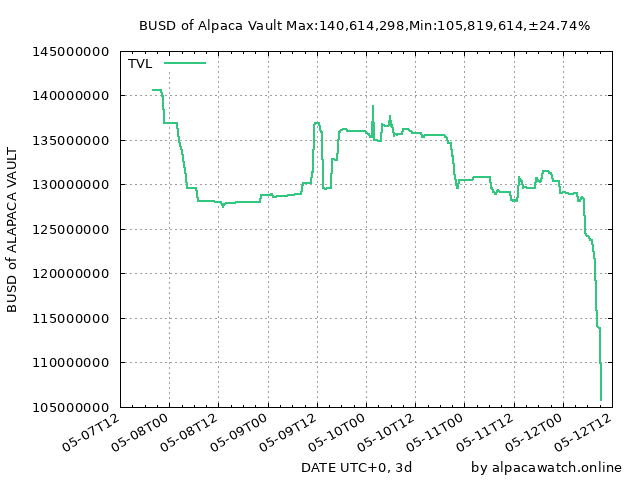 BUSD of Alpaca Vault Max:140,614,298,Min:105,819,614,±24.74%
TVL
145000000
140000000
135000000
130000000
125000000
120000000
115000000
110000000
105000000
BUSD of ALAPACA VAULT
05-07T12
05-08T00
05-08T12
05-09T00
05-09T12
05-10T00
05-10T12
05-11T00
05-11T12
05-12T00
05-12T12
DATE UTC+0, 3d
by alpacawatch.online